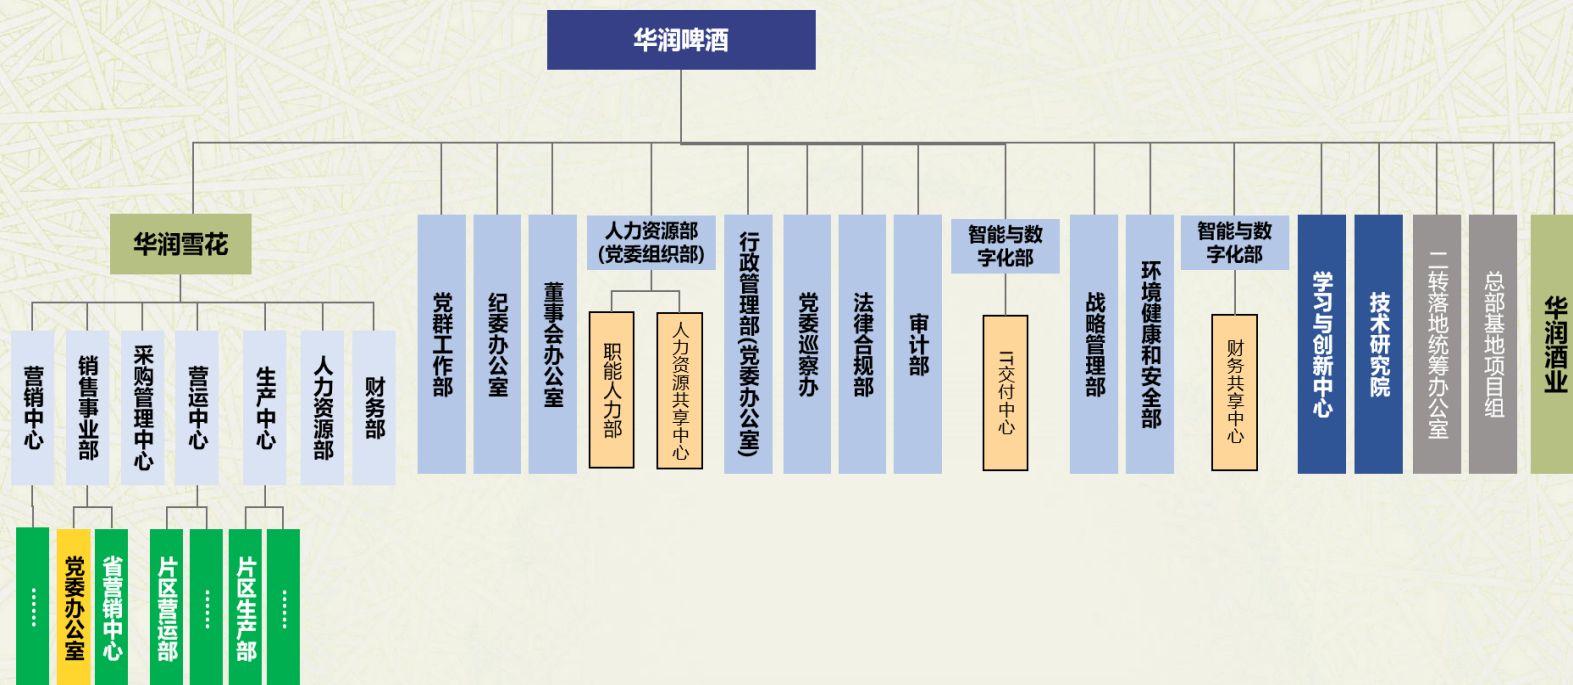 华润啤酒
华润雪花
党群工作部
纪委办公室
董事会办公室
人力资源部
(党委组织部)
行政管理部(党委办公室)
党委巡察办
法律合规部
审计部
智能与数
字化部
战略管理部
环境健康和安全部
智能与数
字化部
学习与创新中心
技术研究院
二转落地统筹办公室
总部基地项目组
华润酒业
营销中心
销售事业部
采购管理中心
营运中心
生产中心
人力资源部
财务部
职能人力部
人力资源共享中心
IT交付中心
财务共享中心
……
党委办公室
省营销中心
片区营运部
……
片区生产部
……